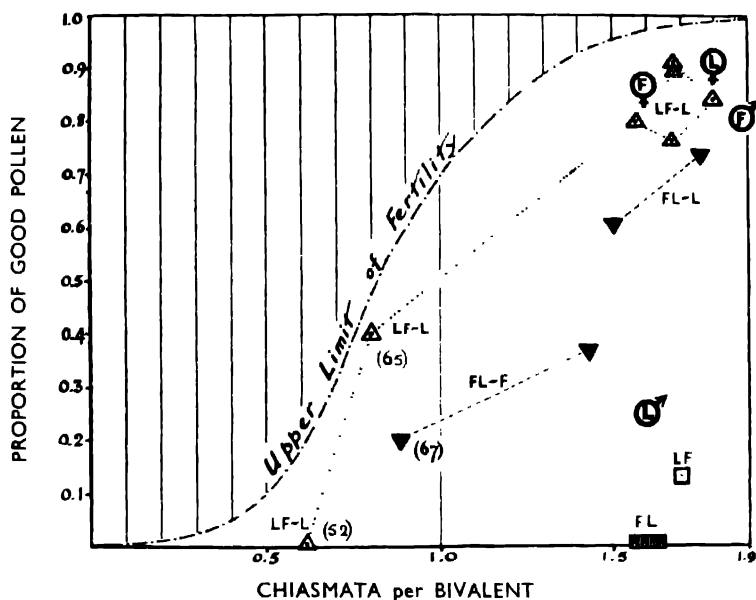 PROPORTION OF GOOD POLLEN
1.0
0.9
0.8
0.7
0.6
0.5
0.4
0.3
0.2
0.1
Upper Limit of Fertility
F
L
LF-L
F♂
FL-L
LF-L
(65)
FL-F
(67)
L♂
LF
FL
LF-L (52)
0.5
1.0
1.5
1.9
CHIASMATA per BIVALENT